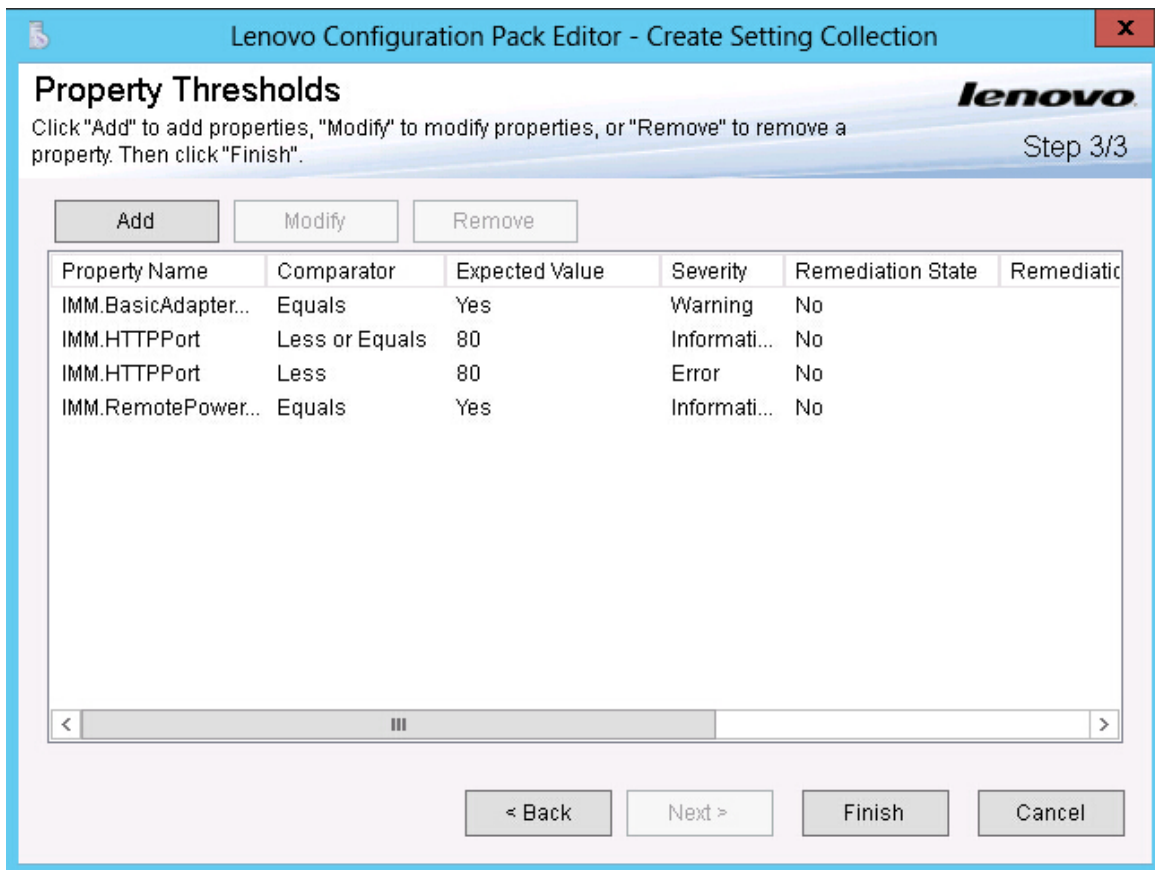 Lenovo Configuration Pack Editor - Create Setting Collection
x
Property Thresholds
lenovo
Click "Add" to add properties, "Modify" to modify properties, or "Remove" to remove a
property. Then click "Finish".
Step 3/3
Add Modify Remove
Property Name Comparator Expected Value Severity Remediation State Remediatic
IMM.BasicAdapter... Equals Yes Warning No
IMM.HTTPPort Less or Equals 80 Informati... No
IMM.HTTPPort Less 80 Error No
IMM.RemotePower... Equals Yes Informati... No
< Back Next > Finish Cancel